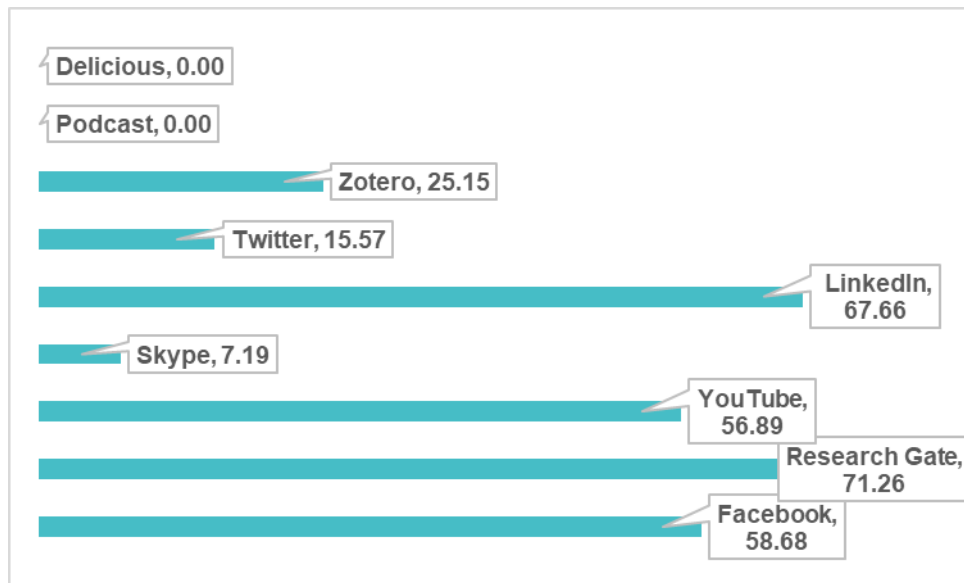 Delicious, 0.00
Podcast, 0.00
Zotero, 25.15
Twitter, 15.57
LinkedIn,
67.66
Skype, 7.19
YouTube,
56.89
Research Gate,
71.26
Facebook,
58.68